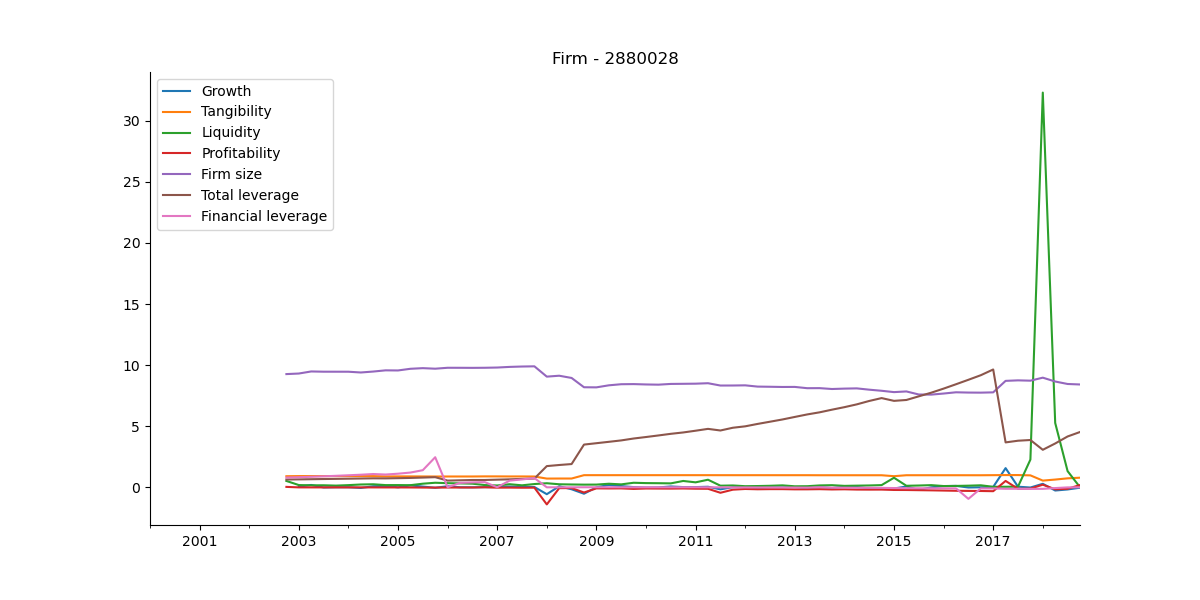 Firm - 2880028
Growth
Tangibility
Liquidity
Profitability
Firm size
Total leverage
Financial leverage
30
25
20
15
10
5
0
2001 2003 2005 2007 2009 2011 2013 2015 2017